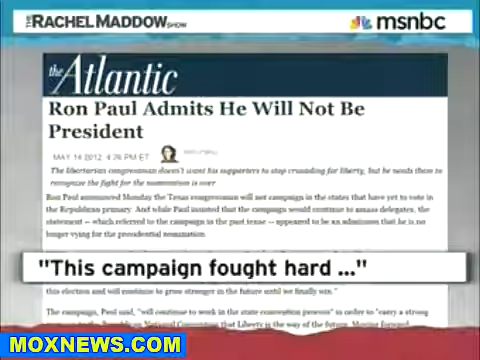 THE RACHEL MADDOW SHOW
msnbc
the Atlantic
Ron Paul Admits He Will Not Be
President
MAY 14 2012, 4:26 PM ET
The libertarian congressman doesn't want his supporters to stop crusading for liberty, but he wants them to
recognize the fight for the nomination is over
Ron Paul announced Monday the Texas congressman will not campaign in the states that have yet to vote in
the Republican primary. And while Paul insisted that the campaign would continue to amass delegates, the
statement -- which referred to the campaign in the past tense -- appeared to be an admission that he is no
longer vying for the presidential nomination.
"This campaign fought hard ..."
this election and will continue to grow stronger in the future until we finally win."
The campaign, Paul said, "will continue to work in the state convention process" in order to "carry a strong
National Convention that Liberty is the way of the future.
MOXNEWS.COM